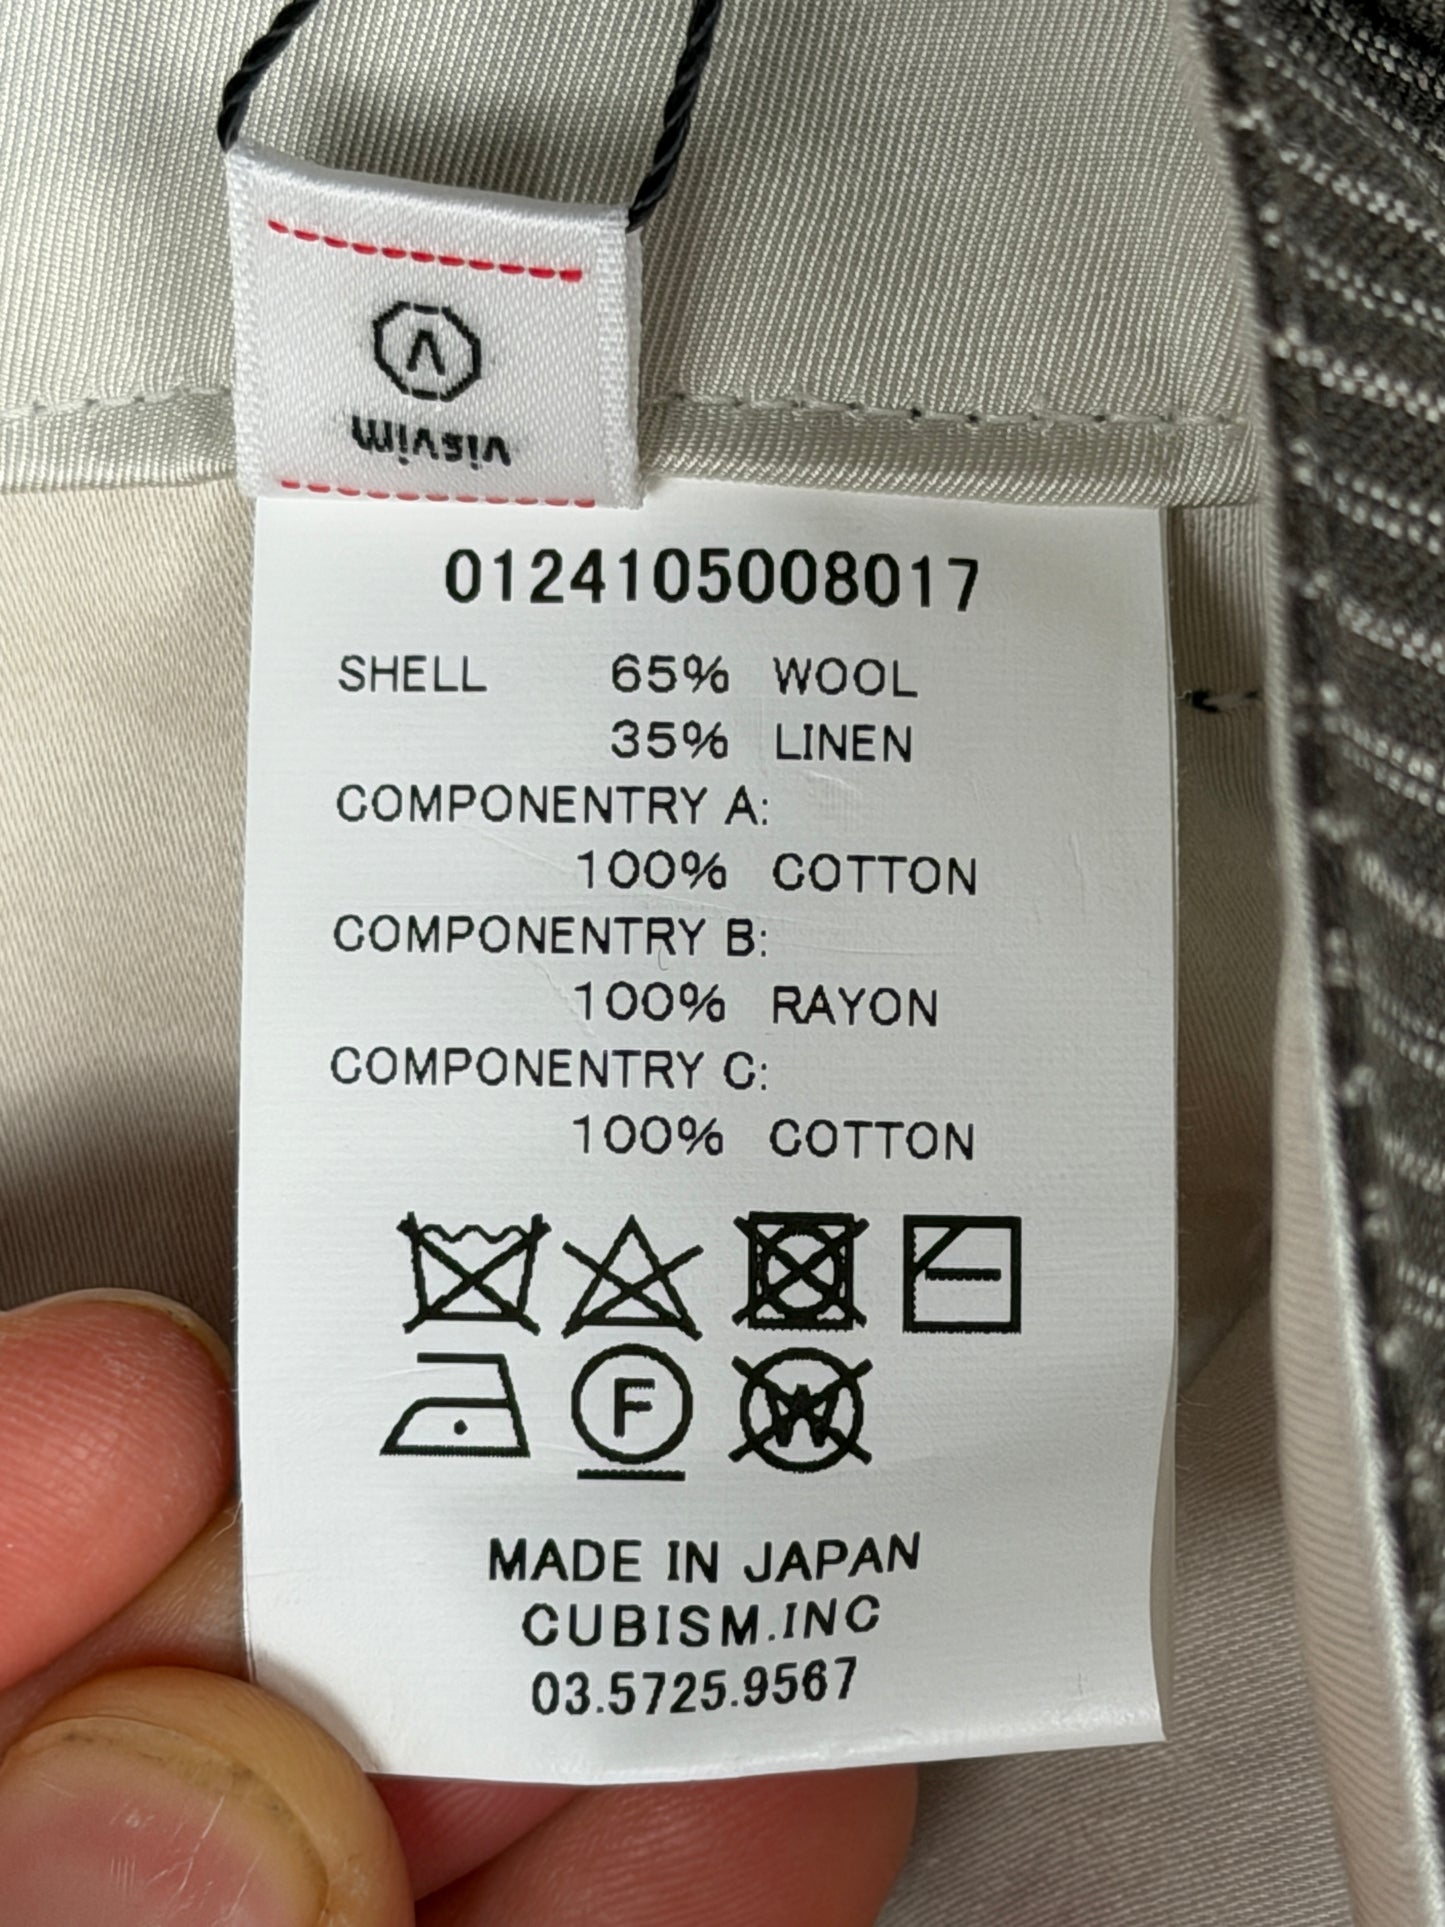 visvim
0124105008017
SHELL 65% WOOL
35% LINEN
COMPONENTRY A:
100% COTTON
COMPONENTRY B:
100% RAYON
COMPONENTRY C:
100% COTTON
F
W
MADE IN JAPAN
CUBISM.INC
03.5725.9567